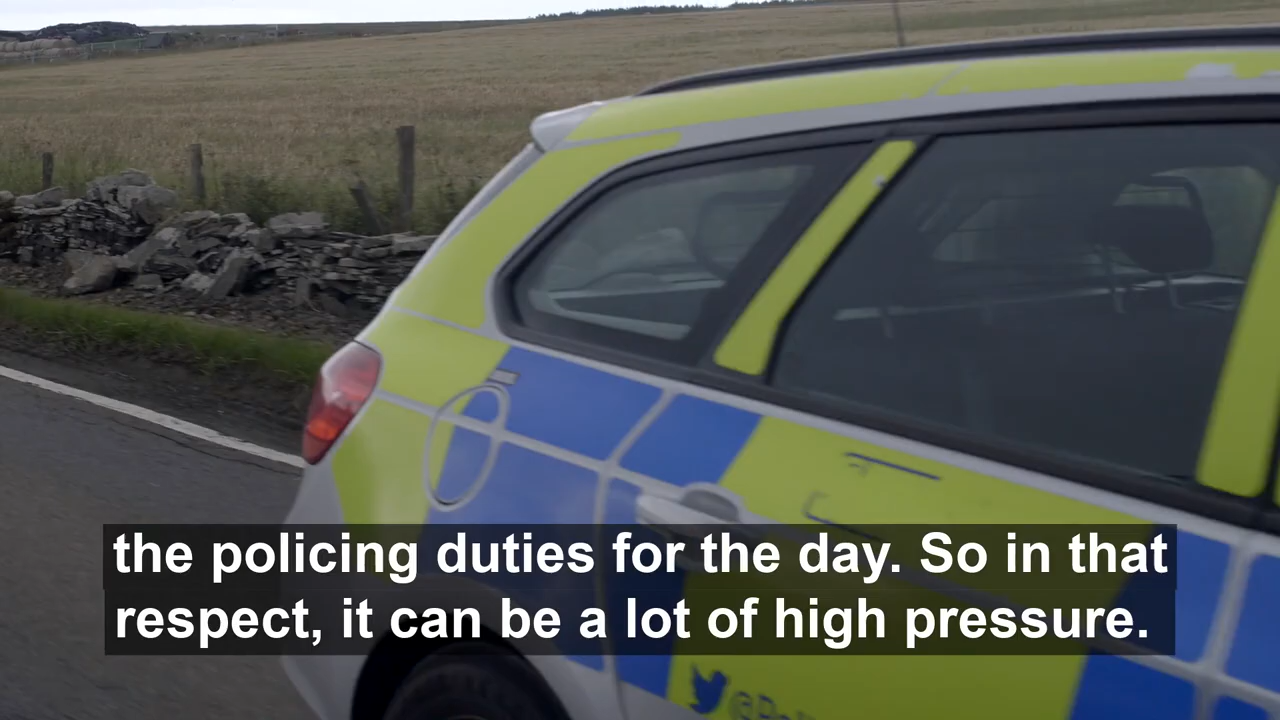 the policing duties for the day. So in that
respect, it can be a lot of high pressure.